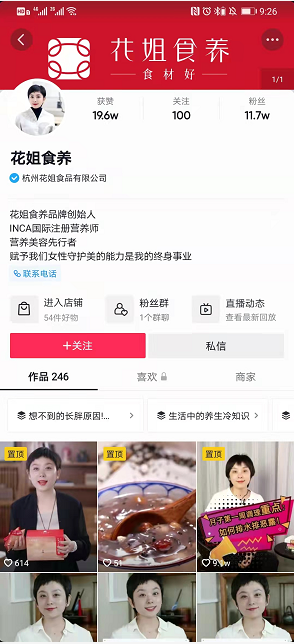 9:26
花姐食养
食材好
1/1
获赞
关注
粉丝
19.6w
100
11.7w
花姐食养
杭州花姐食品有限公司
花姐食养品牌创始人
INCA国际注册营养师
营养美容先行者
赋予我们女性守护美的能力是我的终身事业
联系电话
进入店铺
54件好物
粉丝群
1个群聊
直播动态
查看最新回放
+关注
私信
作品 246
喜欢
商家
想不到的长胖原因!...
生活中的养生冷知识
置顶
614
置顶
51
置顶
月子第一周调理重点!
如何排水排恶露!
9.1w